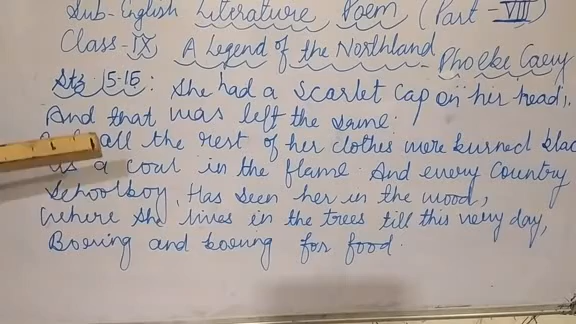 Sub- English Literature Poem (Part - VIII)
Class- IX A Legend of the Northland Phoebe Caery
Stz 15-16 : She had a Scarlet Cap on her head,
And that was left the same.
all the rest of her clothes were burned blac
as a coal in the flame. And every Country
Schoolboy, Has seen her in the wood,
Where she lives in the trees till this very day,
Boring and boring for food.